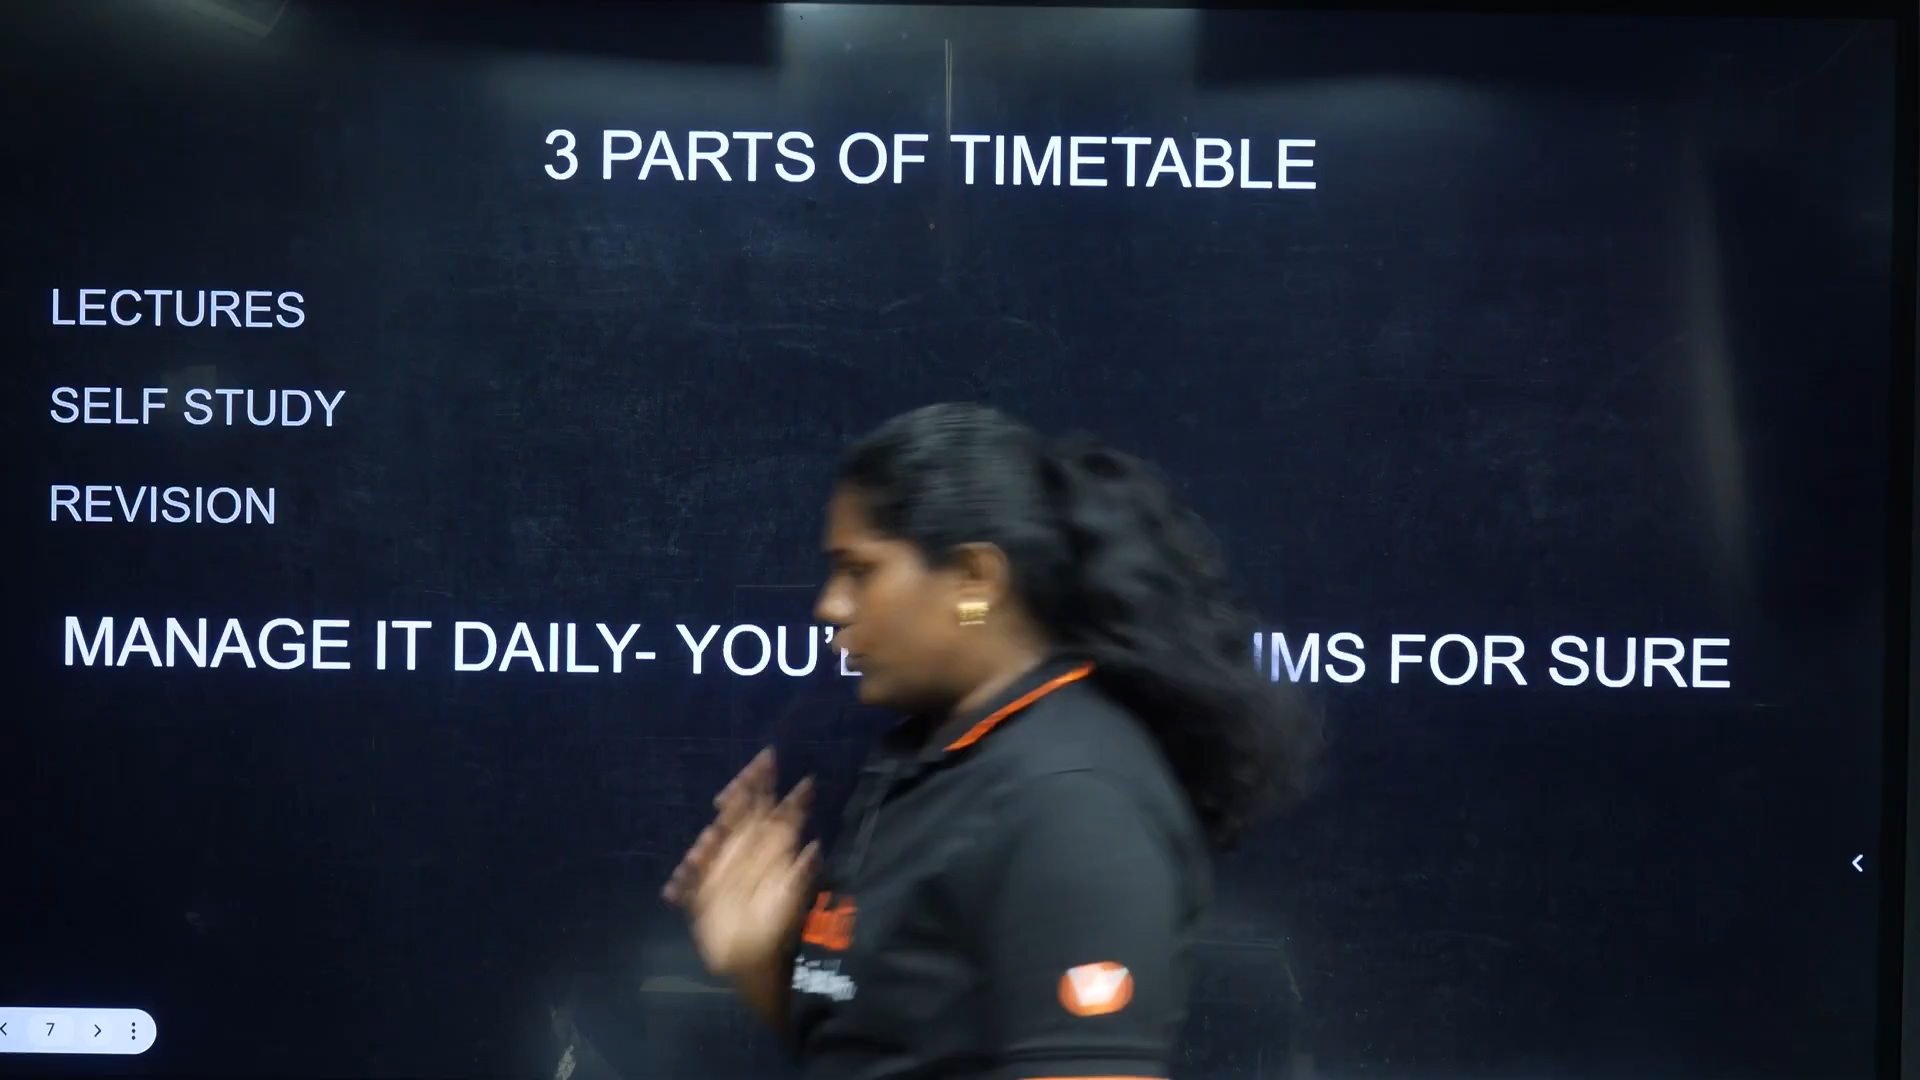 3 PARTS OF TIMETABLE
LECTURES
SELF STUDY
REVISION
MANAGE IT DAILY- YOU' IMS FOR SURE
7